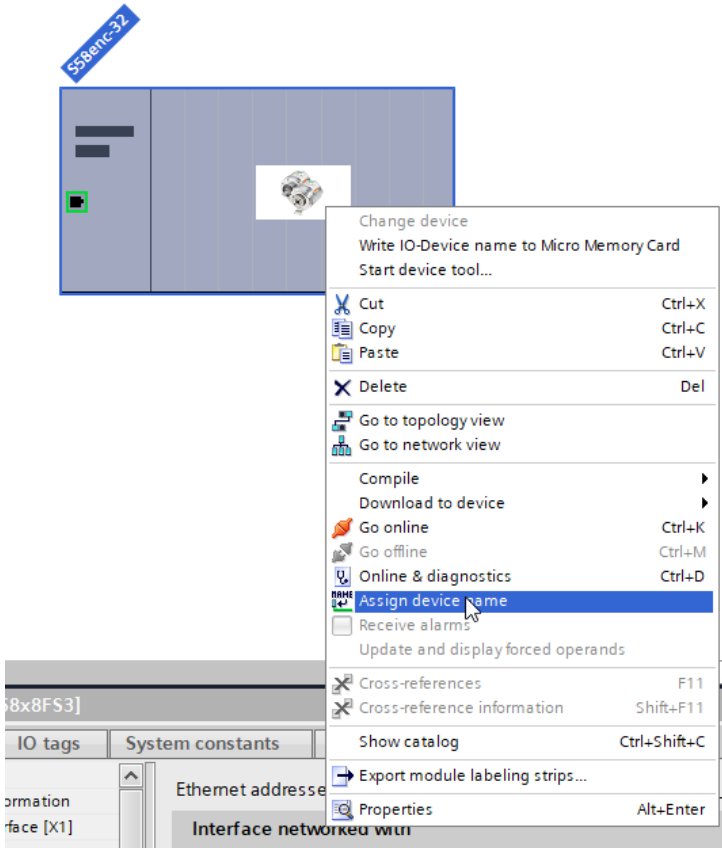 S58enc-32
Change device
Write IO-Device name to Micro Memory Card
Start device tool...
Cut Ctrl+X
Copy Ctrl+C
Paste Ctrl+V
Delete Del
Go to topology view
Go to network view
Compile
Download to device
Go online Ctrl+K
Go offline Ctrl+M
Online & diagnostics Ctrl+D
NAME Assign device name
Receive alarms
Update and display forced operands
Cross-references F11
Cross-reference information Shift+F11
Show catalog Ctrl+Shift+C
Export module labeling strips...
Properties Alt+Enter
58x8FS3]
IO tags System constants
ormation
rface [X1]
Ethernet addresse
Interface networked with